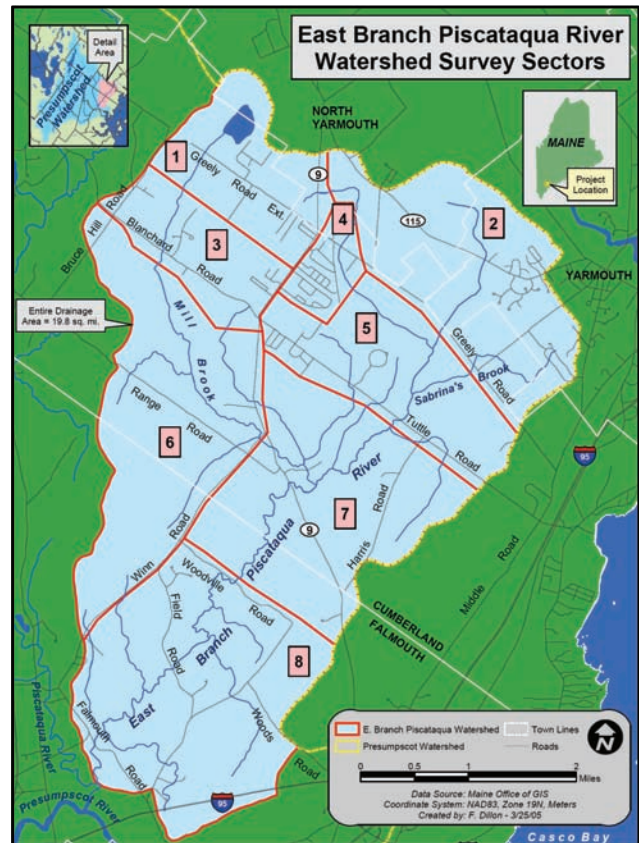 East Branch Piscataqua River
Watershed Survey Sectors
Detail
Area
Presumpscot
Watershed
NORTH
YARMOUTH
MAINE
Project
Location
1
Greely
Road
Ext.
9
4
115
2
Bruce
Hill
Road
3
Blanchard
Road
YARMOUTH
Entire Drainage
Area = 19.8 sq. mi.
Mill
Brook
5
Greely
Road
Sabrina's
Brook
Range
Road
6
Tuttle
Road
River
95
7
Piscataqua
9
Harris
Road
Winn
Road
Woodville
Road
Middle
Road
CUMBERLAND
FALMOUTH
Field
Road
Branch
8
East
Woods
Road
Falmouth
Road
Piscataqua
River
Presumpscot River
95
E. Branch Piscataqua Watershed
Town Lines
Presumpscot Watershed
Roads
N
0 0.5 1 2
Miles
Data Source: Maine Office of GIS
Coordinate System: NAD83, Zone 19N, Meters
Created by: F. Dillon - 3/25/05
Casco Bay